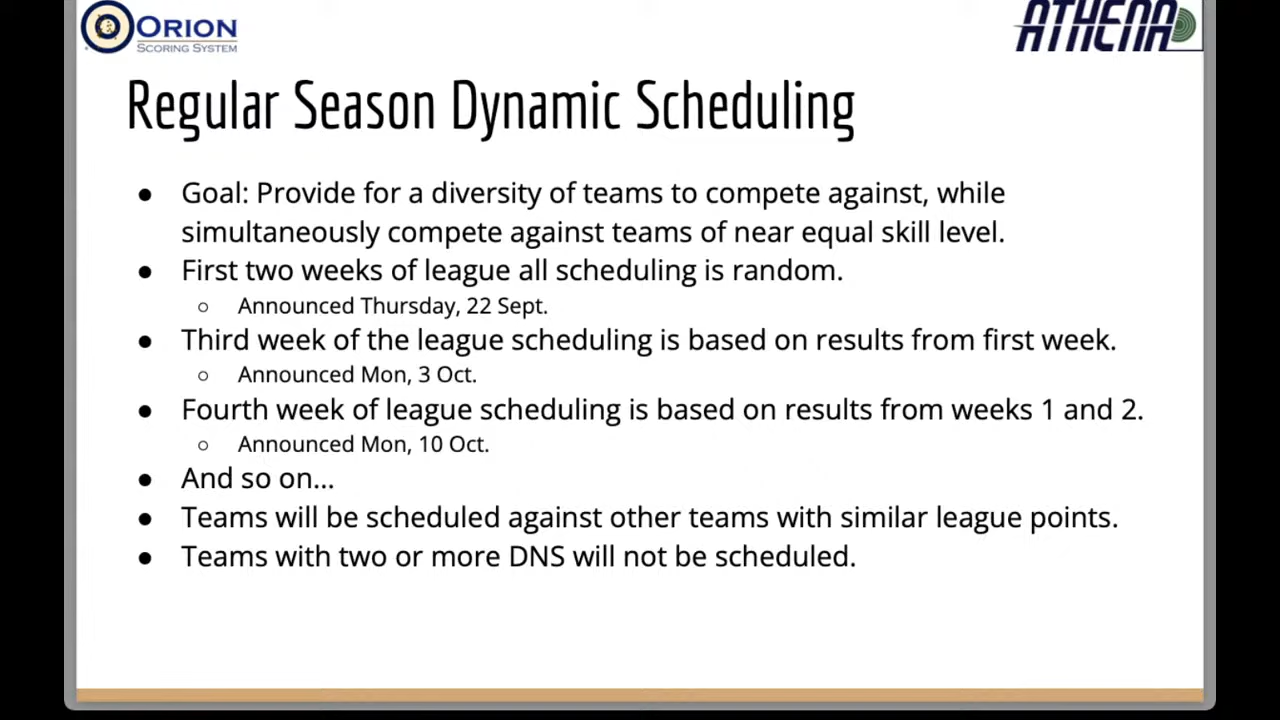 ORION
SCORING SYSTEM
ATHENA
Regular Season Dynamic Scheduling
● Goal: Provide for a diversity of teams to compete against, while
simultaneously compete against teams of near equal skill level.
● First two weeks of league all scheduling is random.
○ Announced Thursday, 22 Sept.
● Third week of the league scheduling is based on results from first week.
○ Announced Mon, 3 Oct.
● Fourth week of league scheduling is based on results from weeks 1 and 2.
○ Announced Mon, 10 Oct.
● And so on...
● Teams will be scheduled against other teams with similar league points.
● Teams with two or more DNS will not be scheduled.